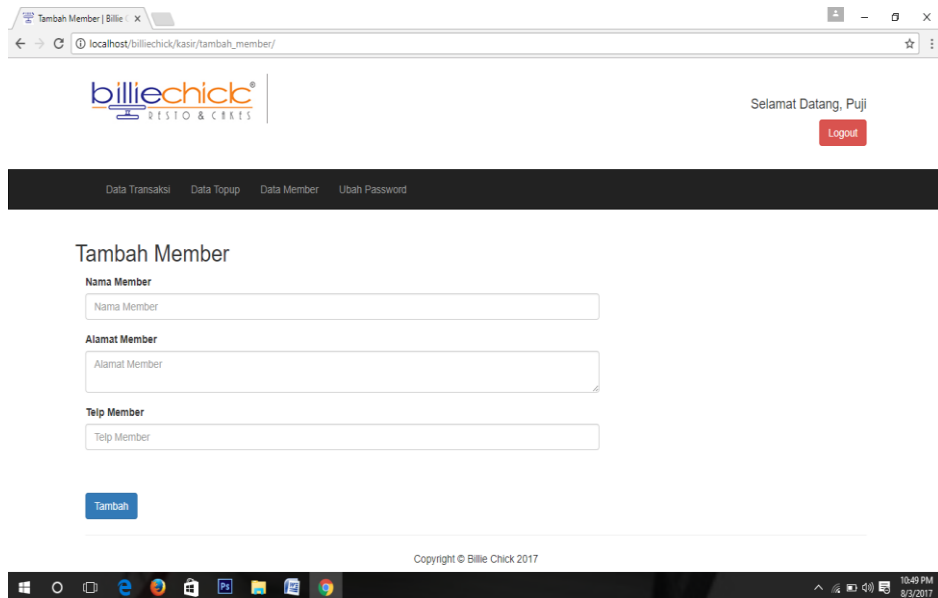 Tambah Member | Billie C
localhost/billiechick/kasir/tambah_member/
billiechick®
RESTO & CAKES
Selamat Datang, Puji
Logout
Data Transaksi Data Topup Data Member Ubah Password
Tambah Member
Nama Member
Nama Member
Alamat Member
Alamat Member
Telp Member
Telp Member
Tambah
Copyright © Billie Chick 2017
Ps
10:49 PM
8/3/2017